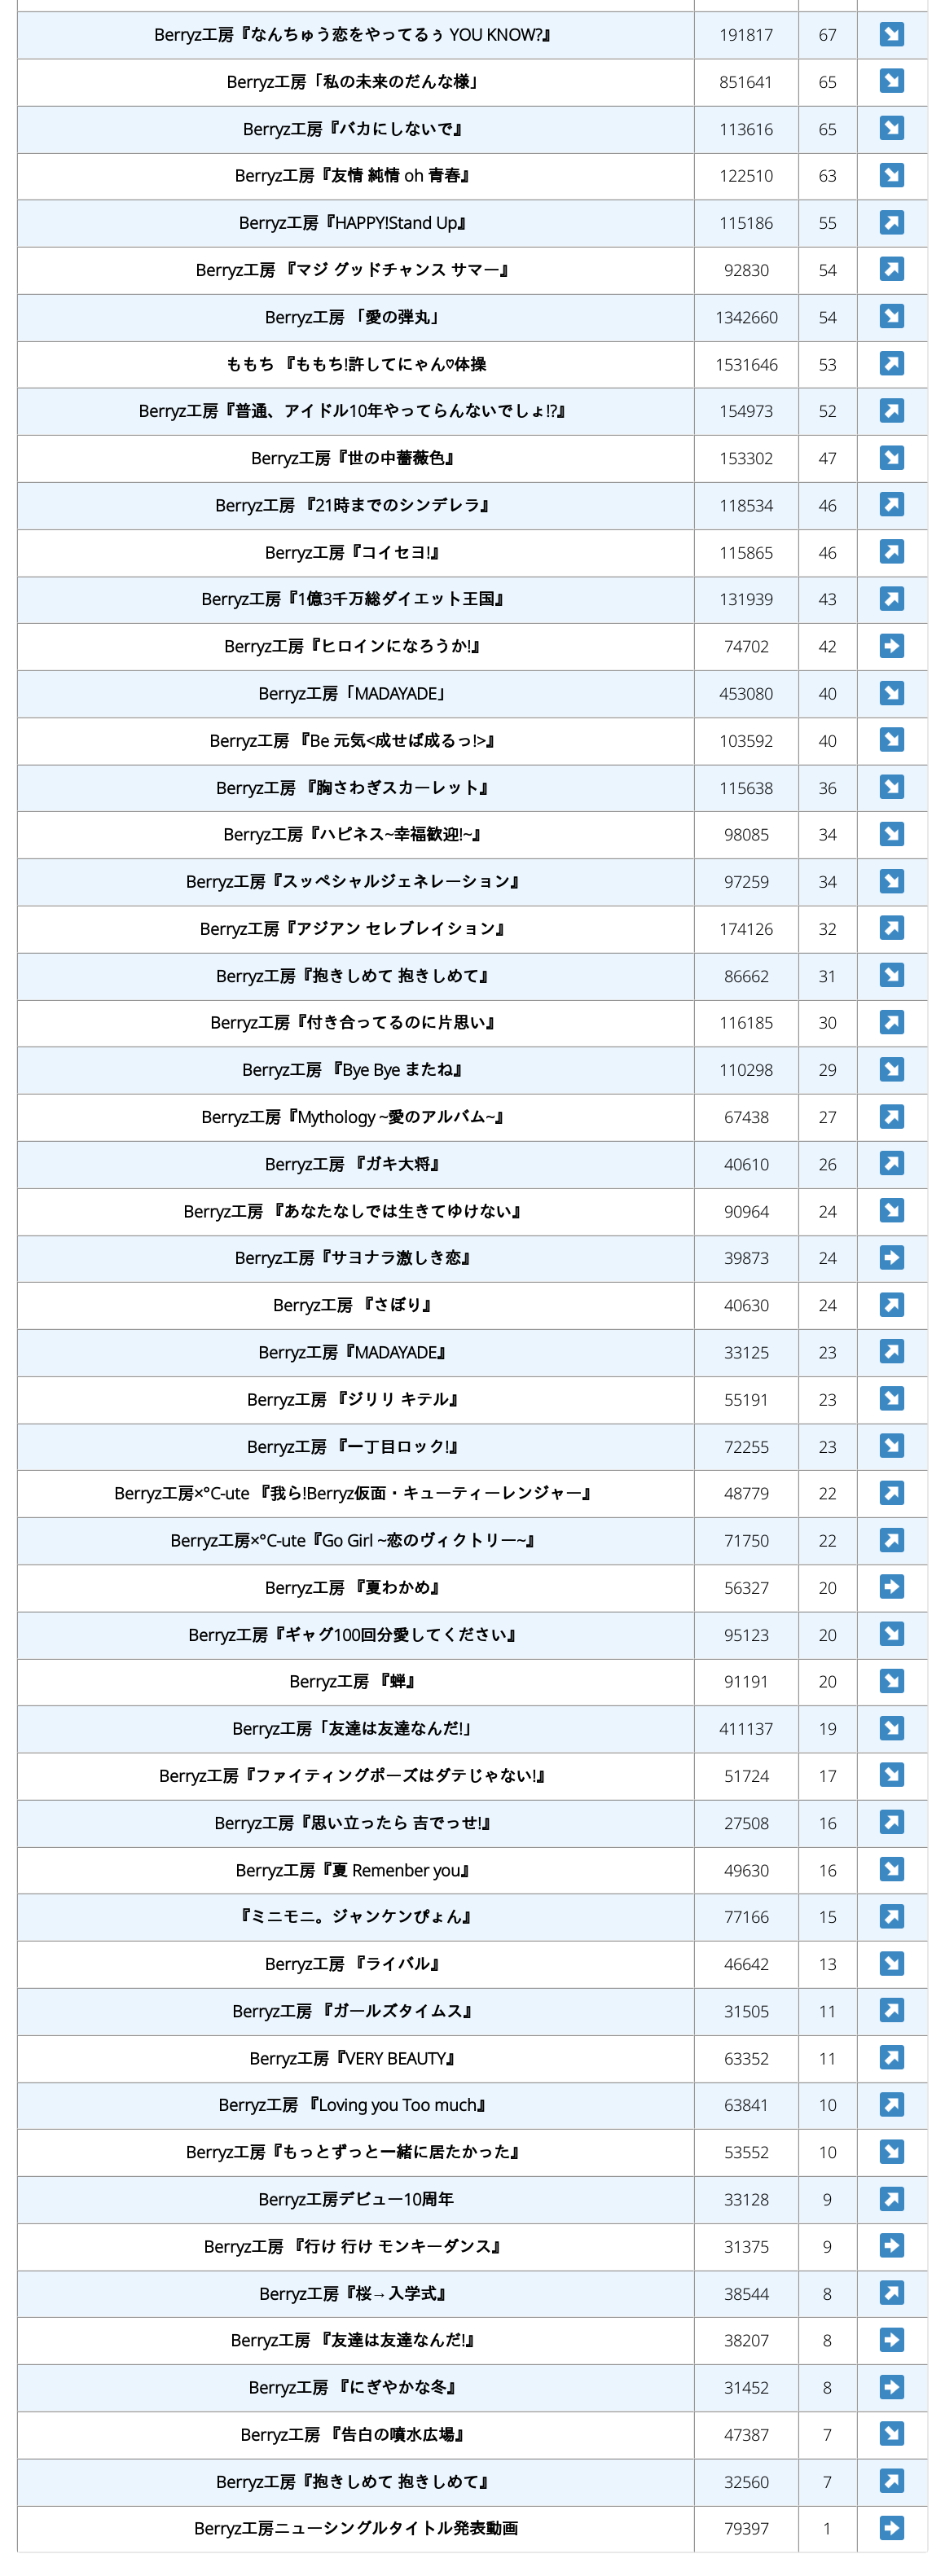 Berryz工房『なんちゅう恋をやってるぅ YOU KNOW?』 191817 67 ↘
Berryz工房「私の未来のだんな様」 851641 65 ↘
Berryz工房『バカにしないで』 113616 65 ↘
Berryz工房『友情 純情 oh 青春』 122510 63 ↘
Berryz工房『HAPPY!Stand Up』 115186 55 ↗
Berryz工房 『マジ グッドチャンス サマー』 92830 54 ↗
Berryz工房 「愛の弾丸」 1342660 54 ↘
ももち 『ももち!許してにゃん♡体操 1531646 53 ↗
Berryz工房『普通、アイドル10年やってらんないでしょ!?』 154973 52 ↗
Berryz工房『世の中薔薇色』 153302 47 ↘
Berryz工房 『21時までのシンデレラ』 118534 46 ↗
Berryz工房『コイセヨ!』 115865 46 ↗
Berryz工房『1億3千万総ダイエット王国』 131939 43 ↗
Berryz工房『ヒロインになろうか!』 74702 42 ➡
Berryz工房「MADAYADE」 453080 40 ↘
Berryz工房 『Be 元気<成せば成るっ!>』 103592 40 ↘
Berryz工房 『胸さわぎスカーレット』 115638 36 ↘
Berryz工房『ハピネス~幸福歓迎!~』 98085 34 ↘
Berryz工房『スッペシャルジェネレーション』 97259 34 ↘
Berryz工房『アジアン セレブレイション』 174126 32 ↗
Berryz工房『抱きしめて 抱きしめて』 86662 31 ↘
Berryz工房『付き合ってるのに片思い』 116185 30 ↗
Berryz工房 『Bye Bye またね』 110298 29 ↘
Berryz工房『Mythology ~愛のアルバム~』 67438 27 ↗
Berryz工房 『ガキ大将』 40610 26 ↗
Berryz工房 『あなたなしでは生きてゆけない』 90964 24 ↘
Berryz工房『サヨナラ激しき恋』 39873 24 ➡
Berryz工房 『さぼり』 40630 24 ↗
Berryz工房『MADAYADE』 33125 23 ↗
Berryz工房 『ジリリ キテル』 55191 23 ↘
Berryz工房 『一丁目ロック!』 72255 23 ↘
Berryz工房×°C-ute 『我ら!Berryz仮面・キューティーレンジャー』 48779 22 ↗
Berryz工房×°C-ute『Go Girl ~恋のヴィクトリー~』 71750 22 ↗
Berryz工房 『夏わかめ』 56327 20 ➡
Berryz工房『ギャグ100回分愛してください』 95123 20 ↘
Berryz工房 『蝉』 91191 20 ↘
Berryz工房「友達は友達なんだ!」 411137 19 ↘
Berryz工房『ファイティングポーズはダテじゃない!』 51724 17 ↘
Berryz工房『思い立ったら 吉でっせ!』 27508 16 ↗
Berryz工房『夏 Remenber you』 49630 16 ↘
『ミニモニ。ジャンケンぴょん』 77166 15 ↗
Berryz工房 『ライバル』 46642 13 ↘
Berryz工房 『ガールズタイムス』 31505 11 ↗
Berryz工房『VERY BEAUTY』 63352 11 ↗
Berryz工房 『Loving you Too much』 63841 10 ↗
Berryz工房『もっとずっと一緒に居たかった』 53552 10 ↘
Berryz工房デビュー10周年 33128 9 ↗
Berryz工房 『行け 行け モンキーダンス』 31375 9 ➡
Berryz工房『桜→入学式』 38544 8 ↗
Berryz工房 『友達は友達なんだ!』 38207 8 ➡
Berryz工房 『にぎやかな冬』 31452 8 ➡
Berryz工房 『告白の噴水広場』 47387 7 ↘
Berryz工房『抱きしめて 抱きしめて』 32560 7 ↗
Berryz工房ニューシングルタイトル発表動画 79397 1 ➡